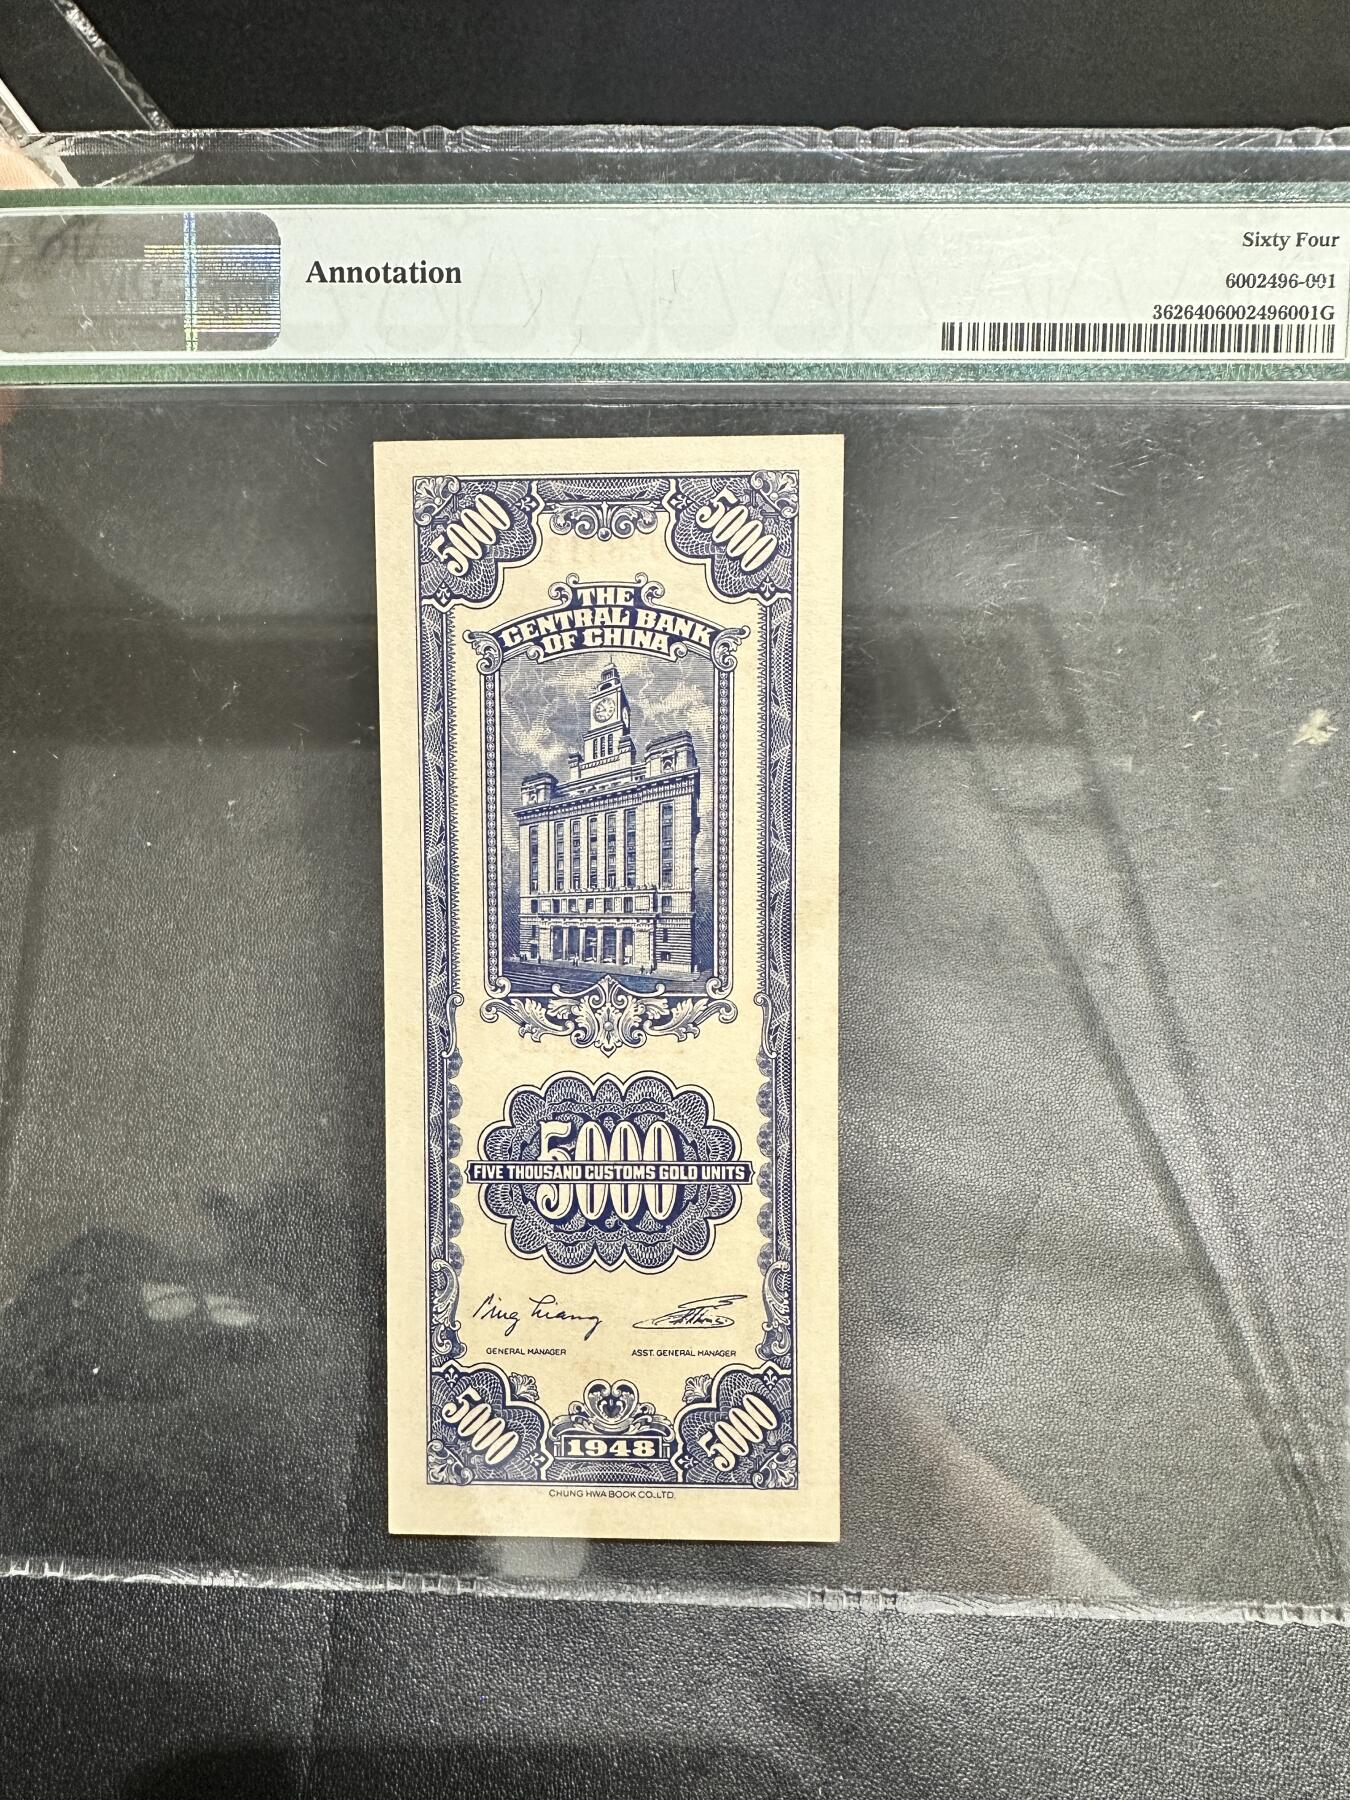 Annotation
Sixty Four
6002496-001
3626406002496001G
5000 5000
THE
CENTRAL BANK
OF CHINA
5000
FIVE THOUSAND CUSTOMS GOLD UNITS
GENERAL MANAGER ASST. GENERAL MANAGER
5000 5000
1948
CHUNG HWA BOOK CO.,LTD.